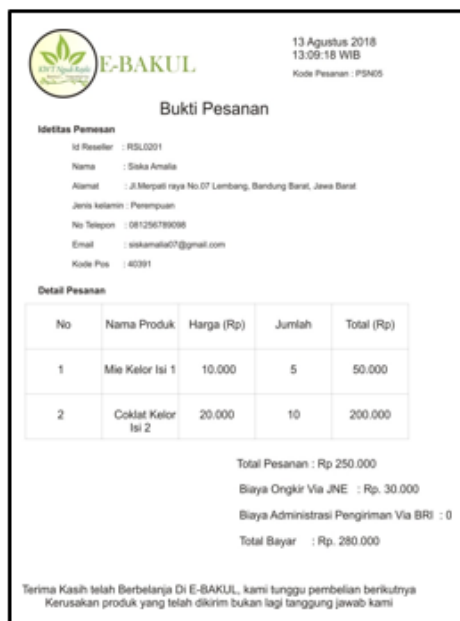 E-BAKUL
13 Agustus 2018
13:09:18 WIB
Kode Pesanan : PSN05
Bukti Pesanan
Idetitas Pemesan
Id Reseller : RSL0201
Nama : Siska Amalia
Alamat : Jl.Merpati raya No.07 Lembang, Bandung Barat, Jawa Barat
Jenis kelamin : Perempuan
No Telepon : 081256789098
Email : siskamalia07@gmail.com
Kode Pos : 40391
Detail Pesanan
No Nama Produk Harga (Rp) Jumlah Total (Rp)
1 Mie Kelor Isi 1 10.000 5 50.000
2 Coklat Kelor 20.000 10 200.000
Isi 2
Total Pesanan : Rp 250.000
Biaya Ongkir Via JNE : Rp. 30.000
Biaya Administrasi Pengiriman Via BRI : 0
Total Bayar : Rp. 280.000
Terima Kasih telah Berbelanja Di E-BAKUL, kami tunggu pembelian berikutnya
Kerusakan produk yang telah dikirim bukan lagi tanggung jawab kami